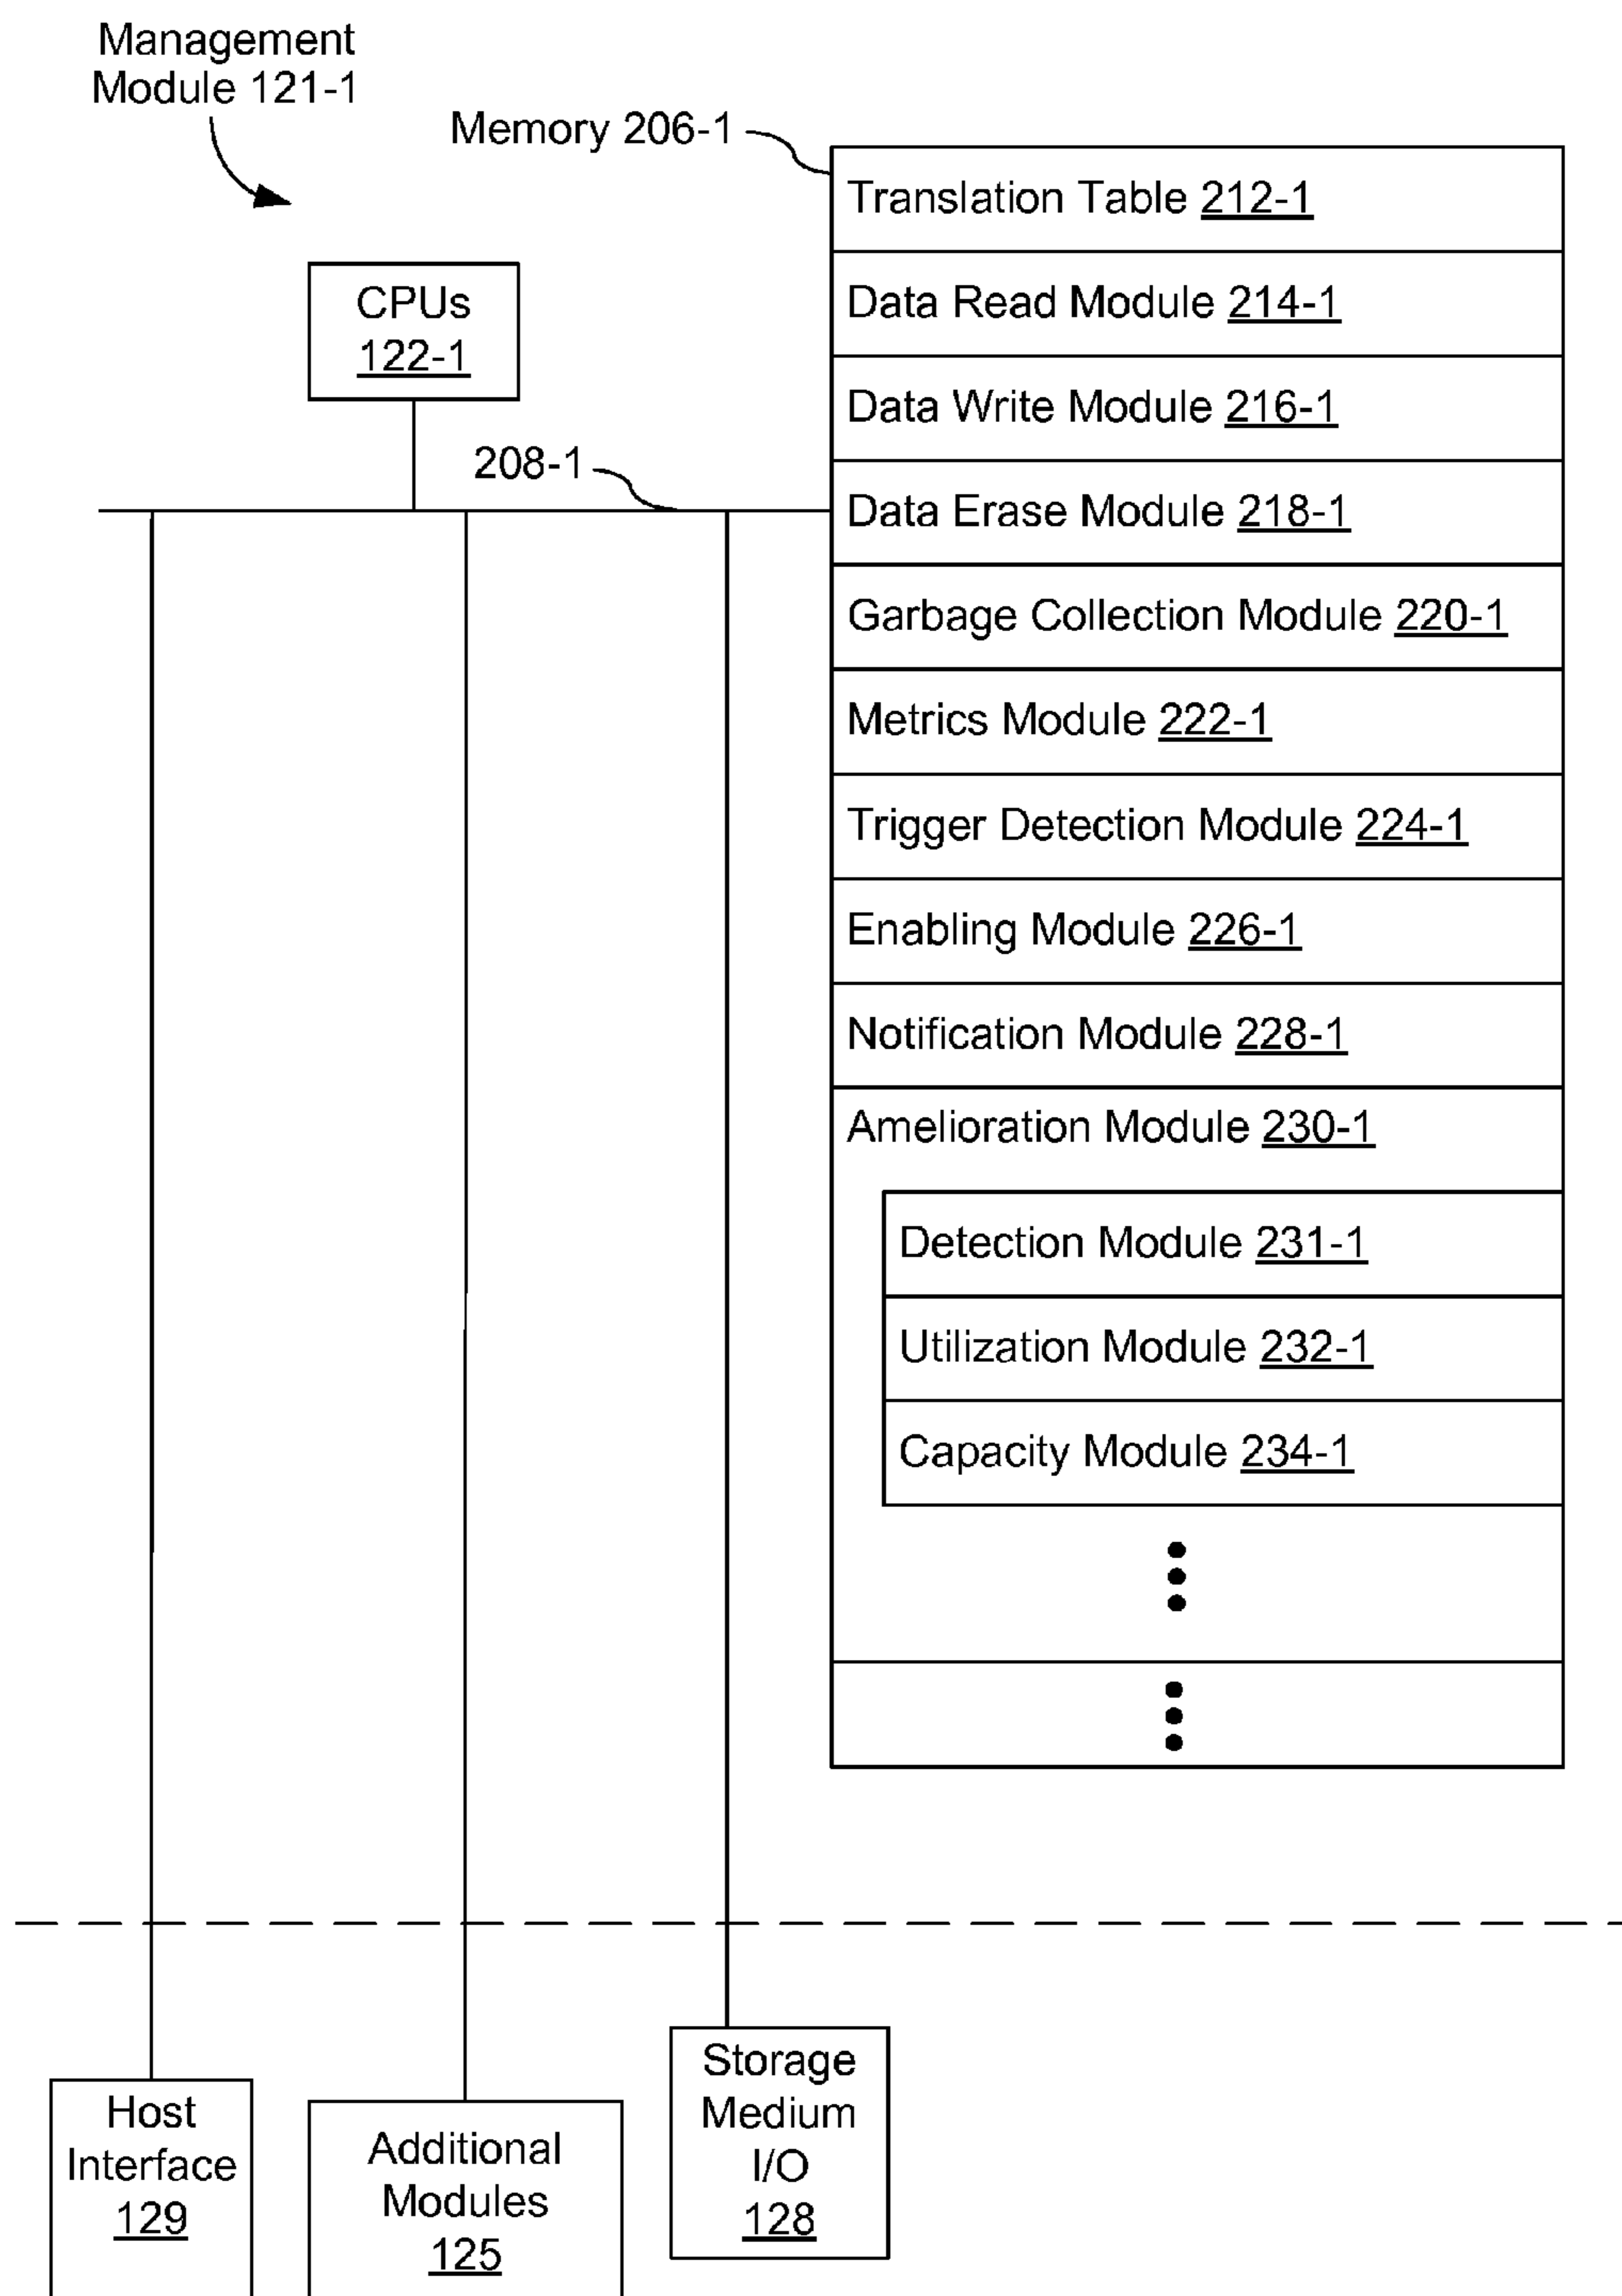 Management
Module 121-1
Memory 206-1
Translation Table 212-1
Data Read Module 214-1
CPUs
122-1
Data Write Module 216-1
208-1
Data Erase Module 218-1
Garbage Collection Module 220-1
Metrics Module 222-1
Trigger Detection Module 224-1
Enabling Module 226-1
Notification Module 228-1
Amelioration Module 230-1
Detection Module 231-1
Utilization Module 232-1
Capacity Module 234-1
Host
Interface
129
Additional
Modules
125
Storage
Medium
I/O
128